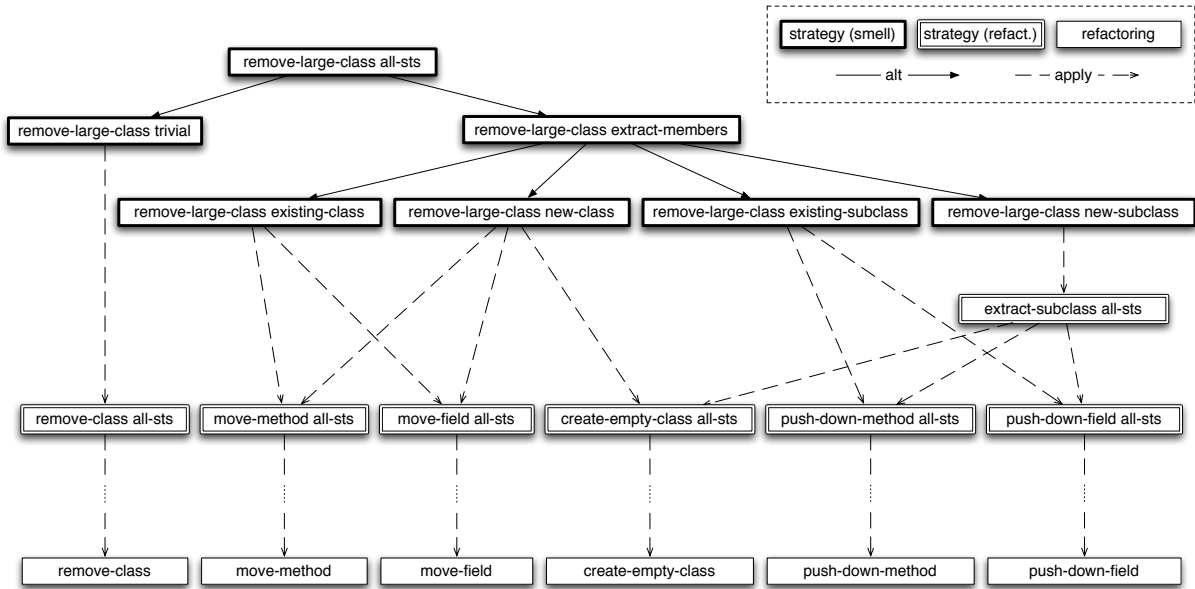 strategy (smell)
strategy (refact.)
refactoring
alt
apply
remove-large-class all-sts
remove-large-class trivial
remove-large-class extract-members
remove-large-class existing-class
remove-large-class new-class
remove-large-class existing-subclass
remove-large-class new-subclass
extract-subclass all-sts
remove-class all-sts
move-method all-sts
move-field all-sts
create-empty-class all-sts
push-down-method all-sts
push-down-field all-sts
remove-class
move-method
move-field
create-empty-class
push-down-method
push-down-field